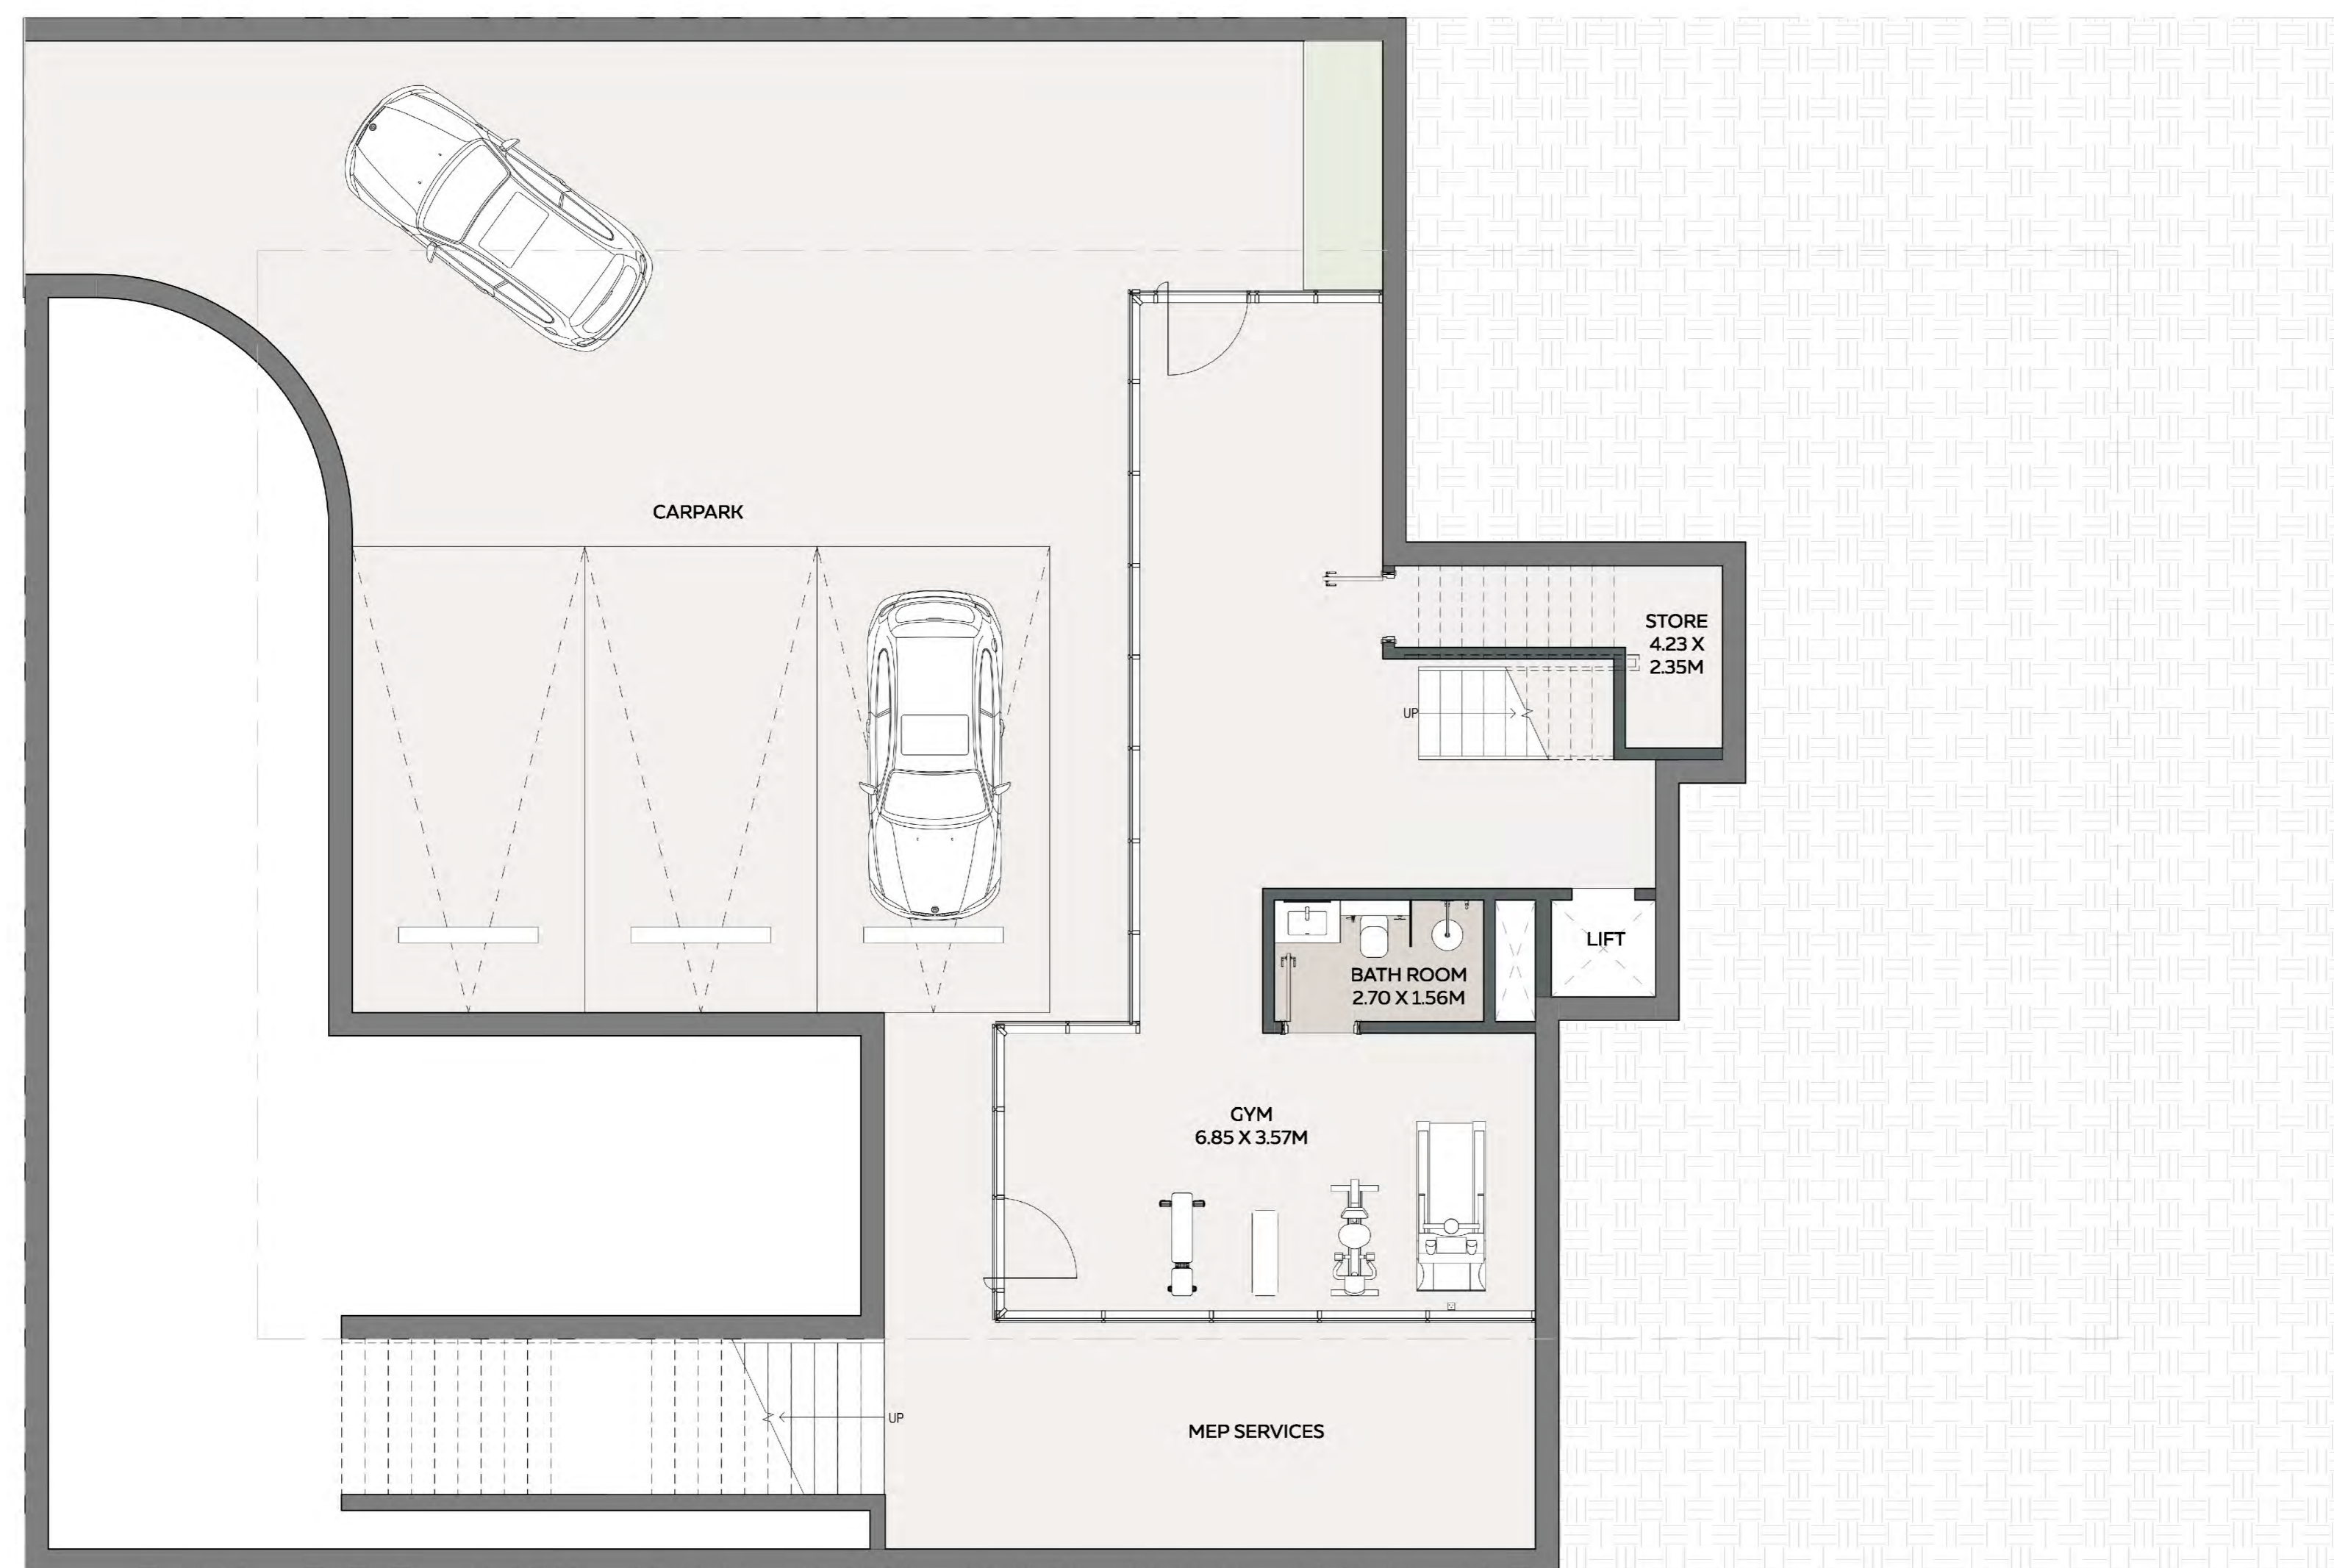 CARPARK
STORE
4.23 X
2.35M
UP
LIFT
BATH ROOM
2.70 X 1.56M
GYM
6.85 X 3.57M
UP
MEP SERVICES